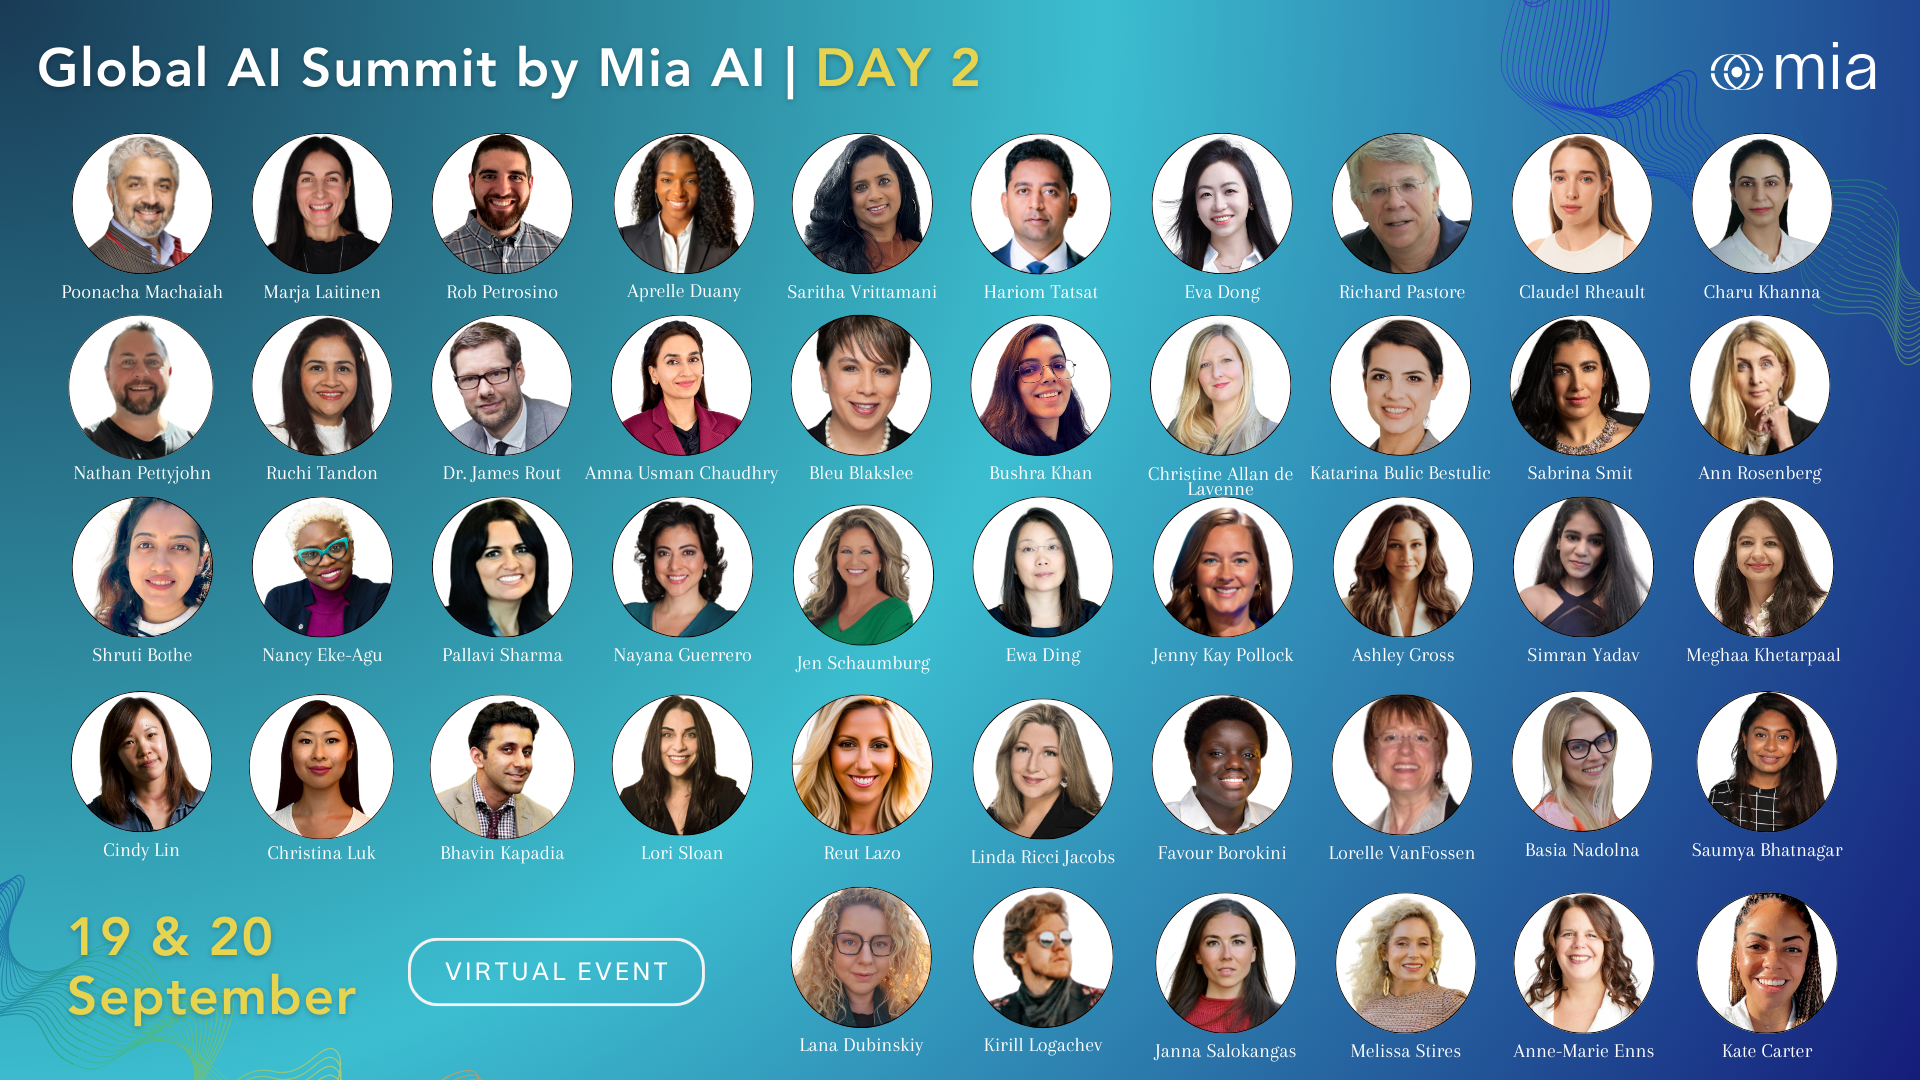 Global AI Summit by Mia AI | DAY 2
mia
Poonacha Machaiah
Marja Laitinen
Rob Petrosino
Aprelle Duany
Saritha Vrittamani
Hariom Tatsat
Eva Dong
Richard Pastore
Claudel Rheault
Charu Khanna
Nathan Pettyjohn
Ruchi Tandon
Dr. James Rout
Amna Usman Chaudhry
Bleu Blakslee
Bushra Khan
Christine Allan de
Lavenne
Katarina Bulic Bestulic
Sabrina Smit
Ann Rosenberg
Shruti Bothe
Nancy Eke-Agu
Pallavi Sharma
Nayana Guerrero
Jen Schaumburg
Ewa Ding
Jenny Kay Pollock
Ashley Gross
Simran Yadav
Meghaa Khetarpaal
Cindy Lin
Christina Luk
Bhavin Kapadia
Lori Sloan
Reut Lazo
Linda Ricci Jacobs
Favour Borokini
Lorelle VanFossen
Basia Nadolna
Saumya Bhatnagar
19 & 20
September
VIRTUAL EVENT
Lana Dubinskiy
Kirill Logachev
Janna Salokangas
Melissa Stires
Anne-Marie Enns
Kate Carter